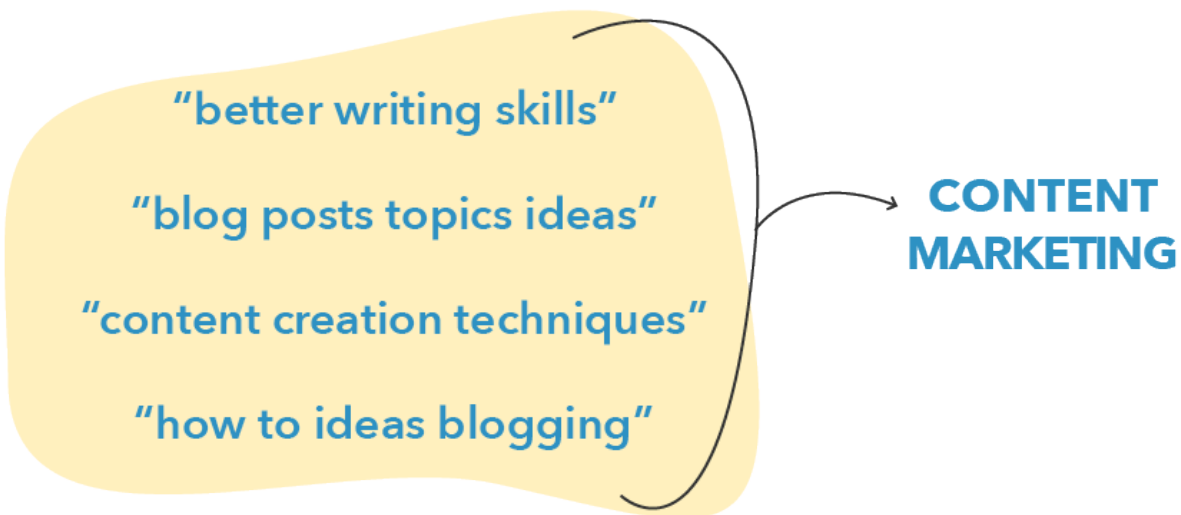 “better writing skills”
“blog posts topics ideas”
“content creation techniques”
“how to ideas blogging”
CONTENT
MARKETING